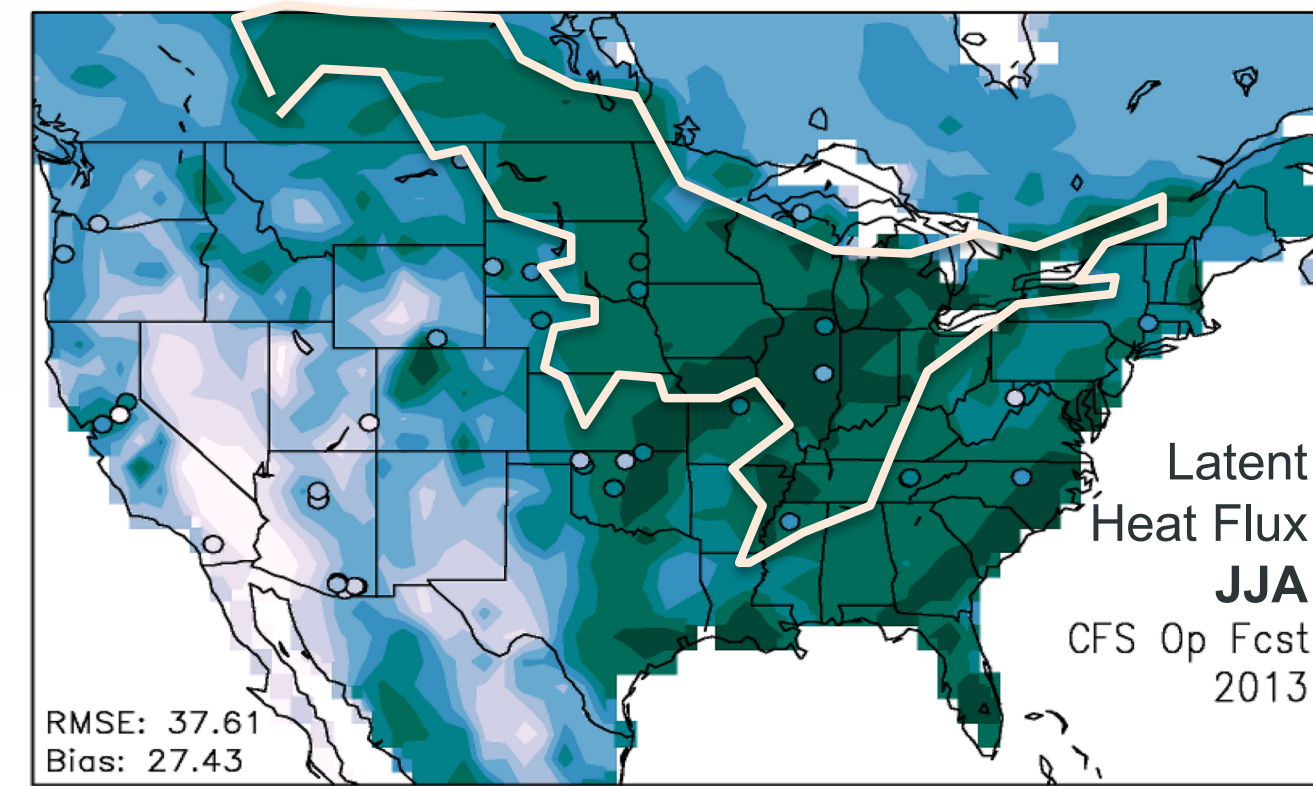 Latent
Heat Flux
JJA
CFS Op Fcst
2013
RMSE: 37.61
Bias: 27.43